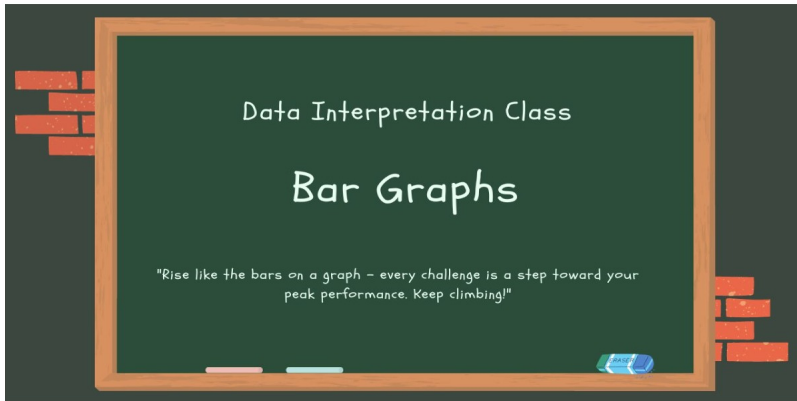 Data Interpretation Class
Bar Graphs
"Rise like the bars on a graph – every challenge is a step toward your
peak performance. Keep climbing!"
ERASER